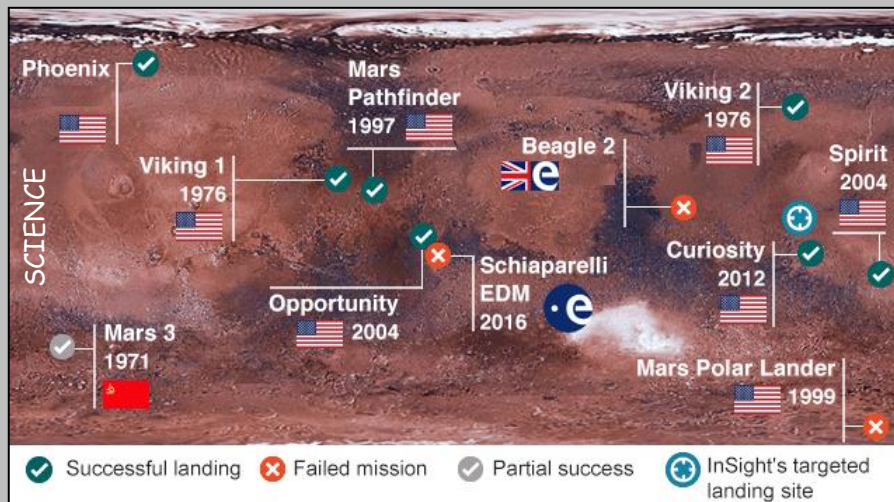 SCIENCE
Phoenix
Mars
Pathfinder
1997
Viking 2
1976
Viking 1
1976
Beagle 2
e
Spirit
2004
Curiosity
2012
Opportunity
2004
Schiaparelli
EDM
2016
e
Mars 3
1971
Mars Polar Lander
1999
Successful landing
Failed mission
Partial success
InSight's targeted
landing site